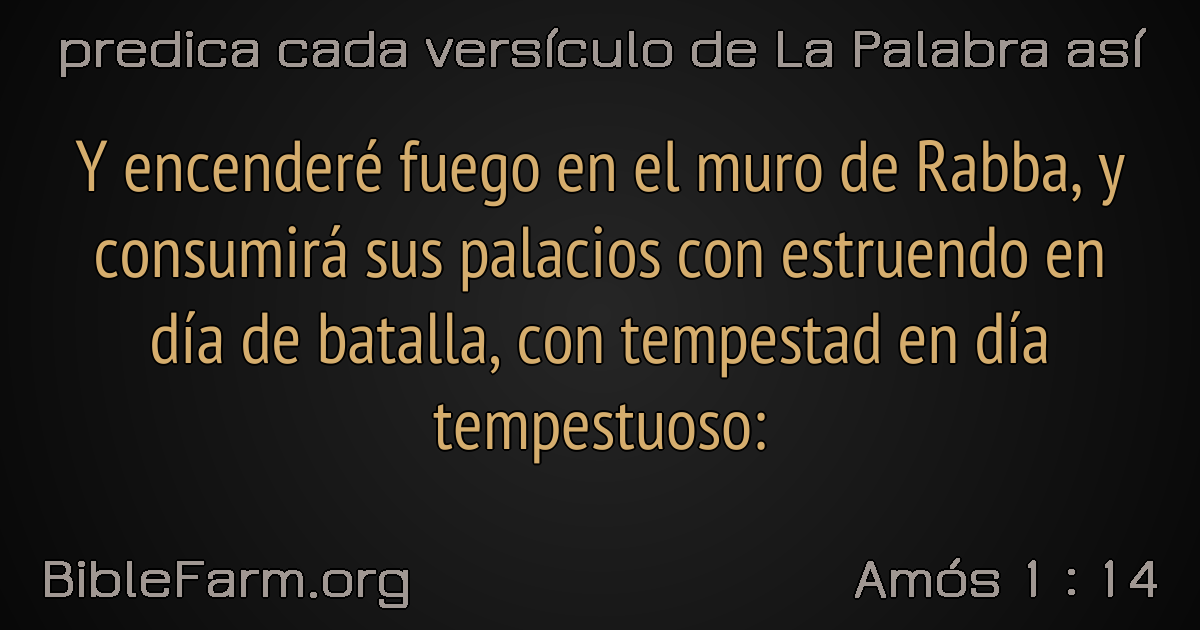 predica cada versículo de La Palabra así
Y encenderé fuego en el muro de Rabba, y
consumirá sus palacios con estruendo en
día de batalla, con tempestad en día
tempestuoso:
BibleFarm.org
Amós 1 : 14